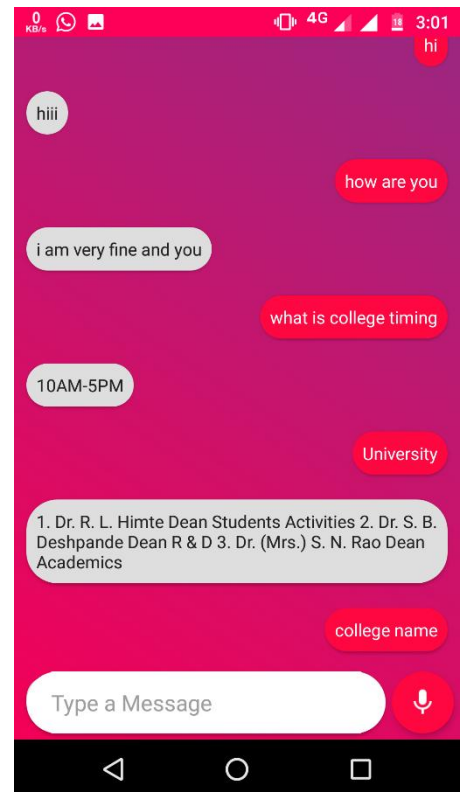 0
KB/s
4G
18
3:01
hi
hiii
how are you
i am very fine and you
what is college timing
10AM-5PM
University
1. Dr. R. L. Himte Dean Students Activities 2. Dr. S. B.
Deshpande Dean R & D 3. Dr. (Mrs.) S. N. Rao Dean
Academics
college name
Type a Message